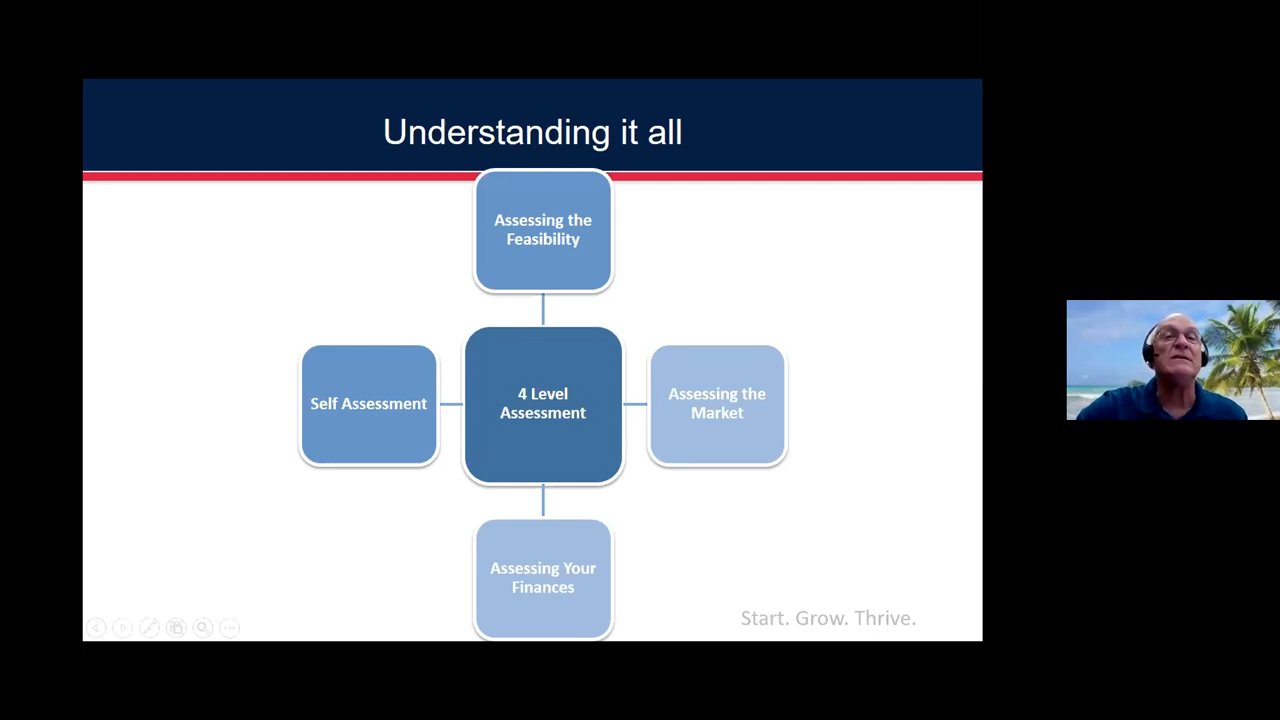 Understanding it all
Assessing the
Feasibility
Self Assessment
4 Level
Assessment
Assessing the
Market
Assessing Your
Finances
Start. Grow. Thrive.